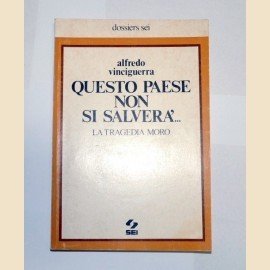 dossiers sei
alfredo
vinciguerra
QUESTO PAESE
NON
SI SALVERA'...
LA TRAGEDIA MORO
SEI